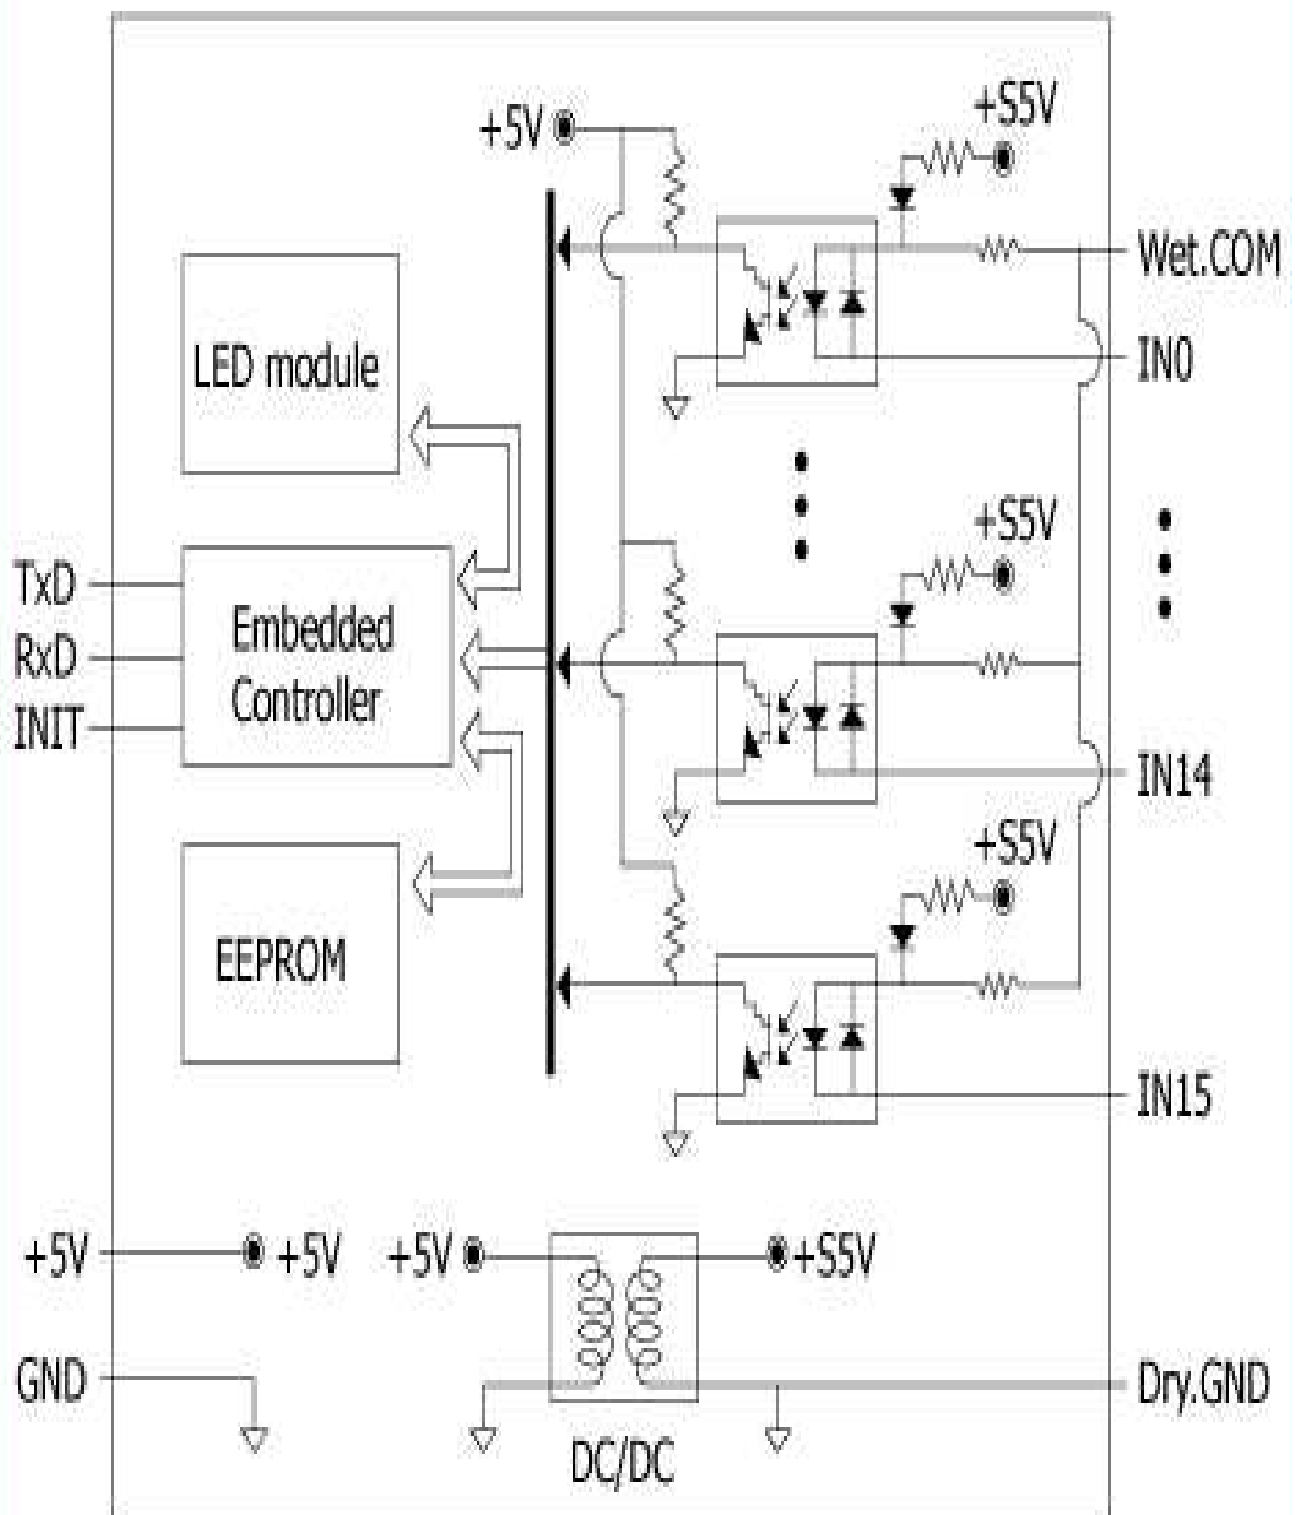 +S5V
+5V
Wet.COM
LED module
IN0
+S5V
TxD
Embedded
Controller
RxD
INIT
IN14
+S5V
EEPROM
IN15
+5V
+5V
+5V
+S5V
GND
Dry.GND
DC/DC